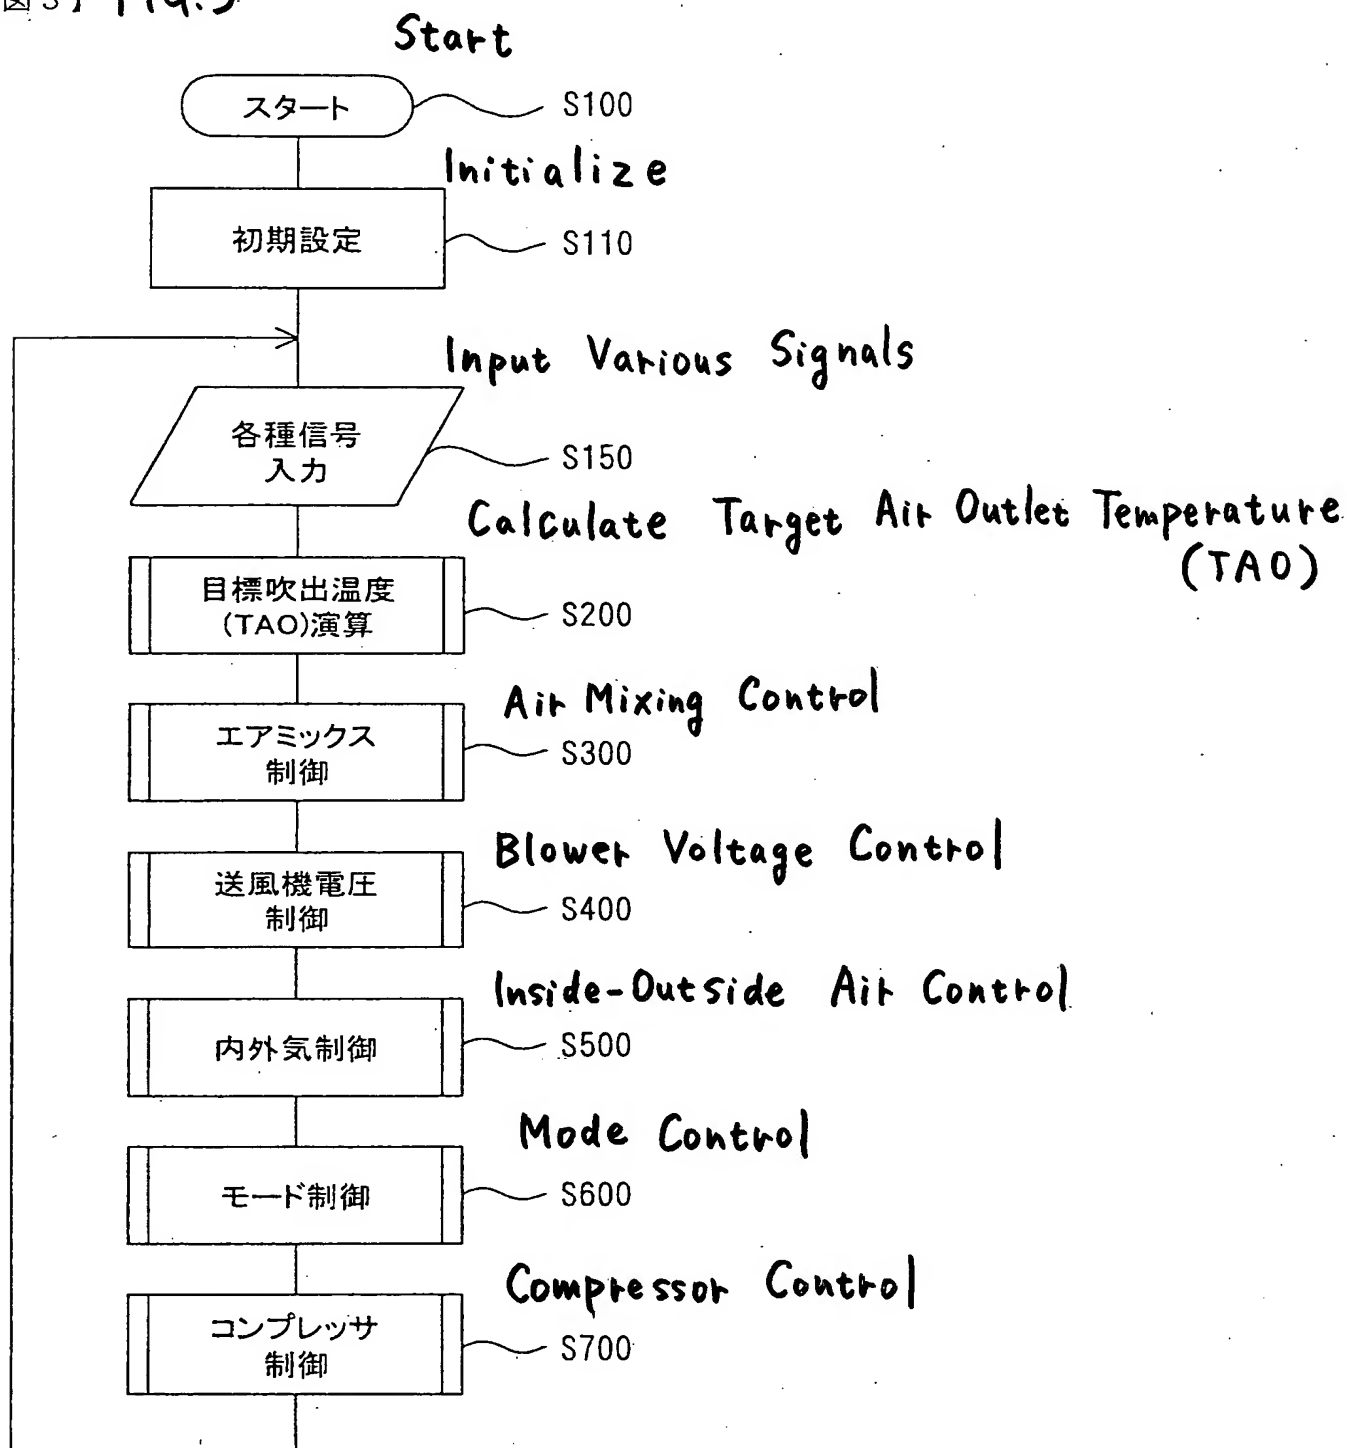 図3】 Fig.3
Start
スタート
S100
Initialize
初期設定
S110
Input Various Signals
各種信号
入力
S150
Calculate Target Air Outlet Temperature
(TAO)
目標吹出温度
(TAO)演算
S200
Air Mixing Control
エアミックス
制御
S300
Blower Voltage Control
送風機電圧
制御
S400
Inside-Outside Air Control
内外気制御
S500
Mode Control
モード制御
S600
Compressor Control
コンプレッサ
制御
S700